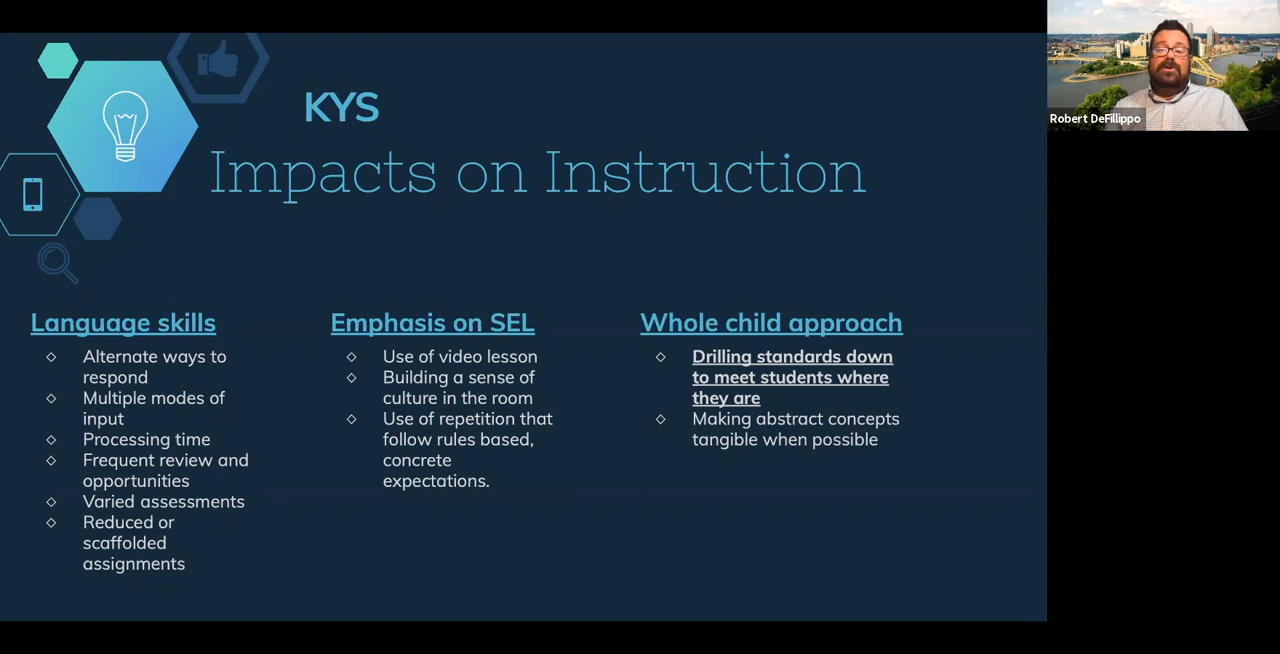 KYS
Impacts on Instruction
Language skills
Alternate ways to
respond
Multiple modes of
input
Processing time
Frequent review and
opportunities
Varied assessments
Reduced or
scaffolded
assignments
Emphasis on SEL
Use of video lesson
Building a sense of
culture in the room
Use of repetition that
follow rules based,
concrete
expectations.
Whole child approach
Drilling standards down
to meet students where
they are
Making abstract concepts
tangible when possible
Robert DeFillippo